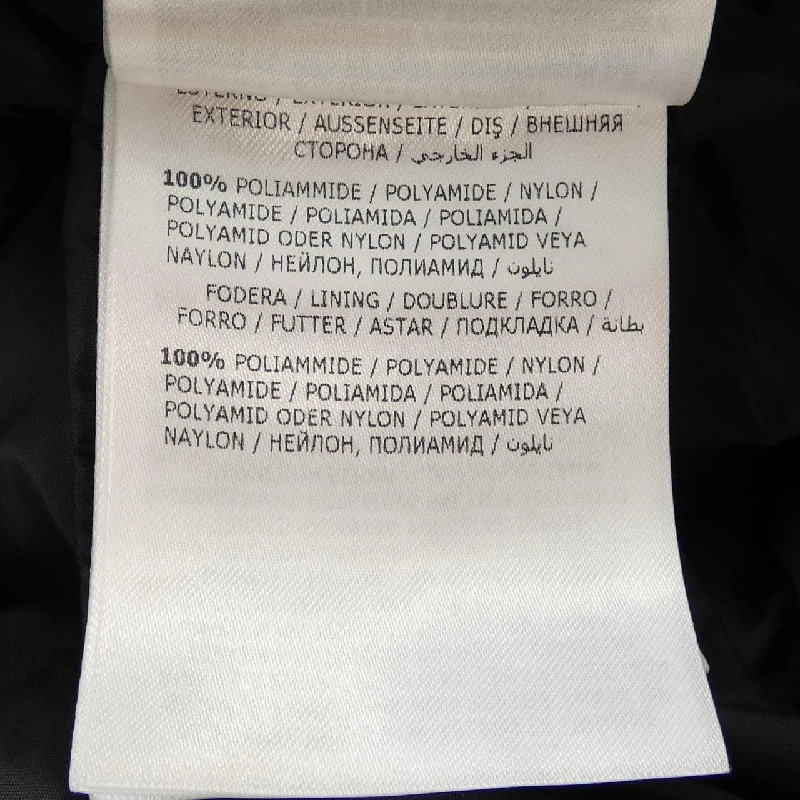 ESTERNO / EXTERIOR /
EXTERIOR / AUSSENSEITE / DIŞ / ВНЕШНЯЯ
СТОРОНА / الجزء الخارجي
100% POLIAMMIDE / POLYAMIDE / NYLON /
POLYAMIDE / POLIAMIDA / POLIAMIDA /
POLYAMID ODER NYLON / POLYAMID VEYA
NAYLON / НЕЙЛОН, ПОЛИАМИД / نايلون
FODERA / LINING / DOUBLURE / FORRO /
FORRO / FUTTER / ASTAR / ПОДКЛАДКА / بطانة
100% POLIAMMIDE / POLYAMIDE / NYLON /
POLYAMIDE / POLIAMIDA / POLIAMIDA /
POLYAMID ODER NYLON / POLYAMID VEYA
NAYLON / НЕЙЛОН, ПОЛИАМИД / نايلون